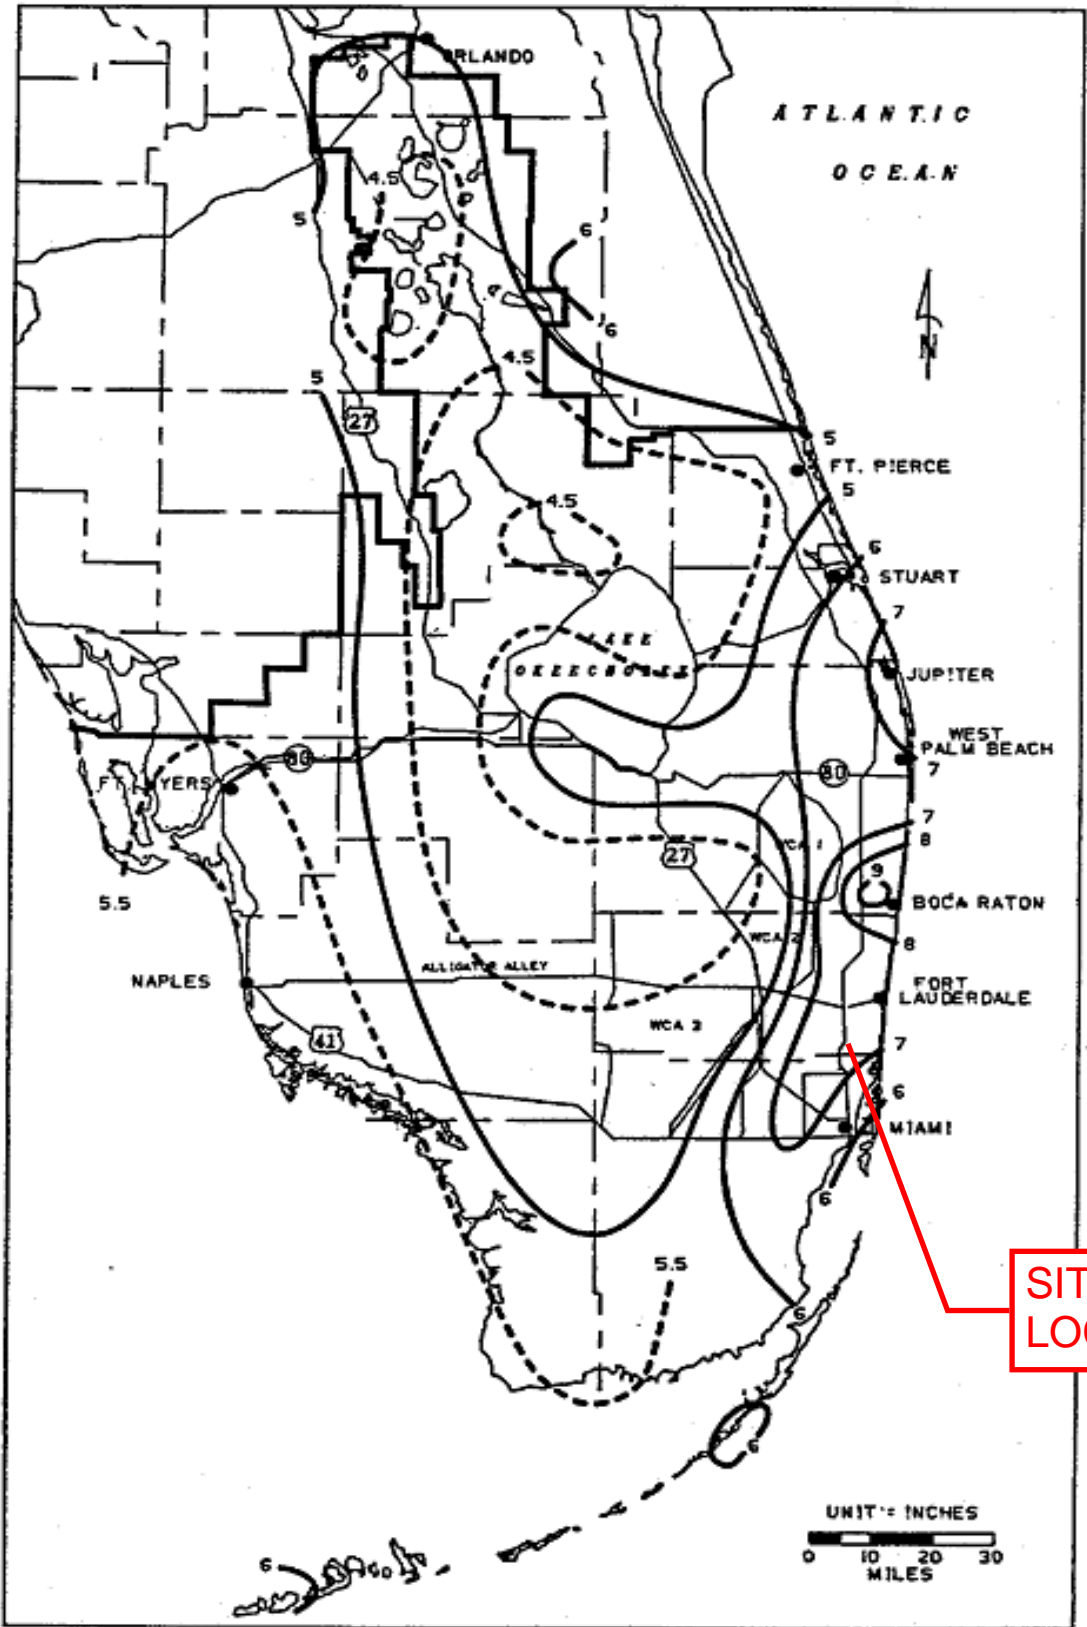 ORLANDO
ATLANTIC
OCEAN
4.5
5
6
6
4.5
5
27
5
FT. PIERCE
5
4.5
6
STUART
7
LAKE
OKEECHOBEE
JUPITER
WEST
PALM BEACH
7
80
80
FT. MYERS
7
8
WCA 1
27
9
5.5
BOCA RATON
WCA 2
8
ALLIGATOR ALLEY
NAPLES
FORT
LAUDERDALE
WCA 3
41
7
6
MIAMI
6
5.5
SIT
LOC
6
N
6
UNIT = INCHES
0 10 20 30
MILES
6